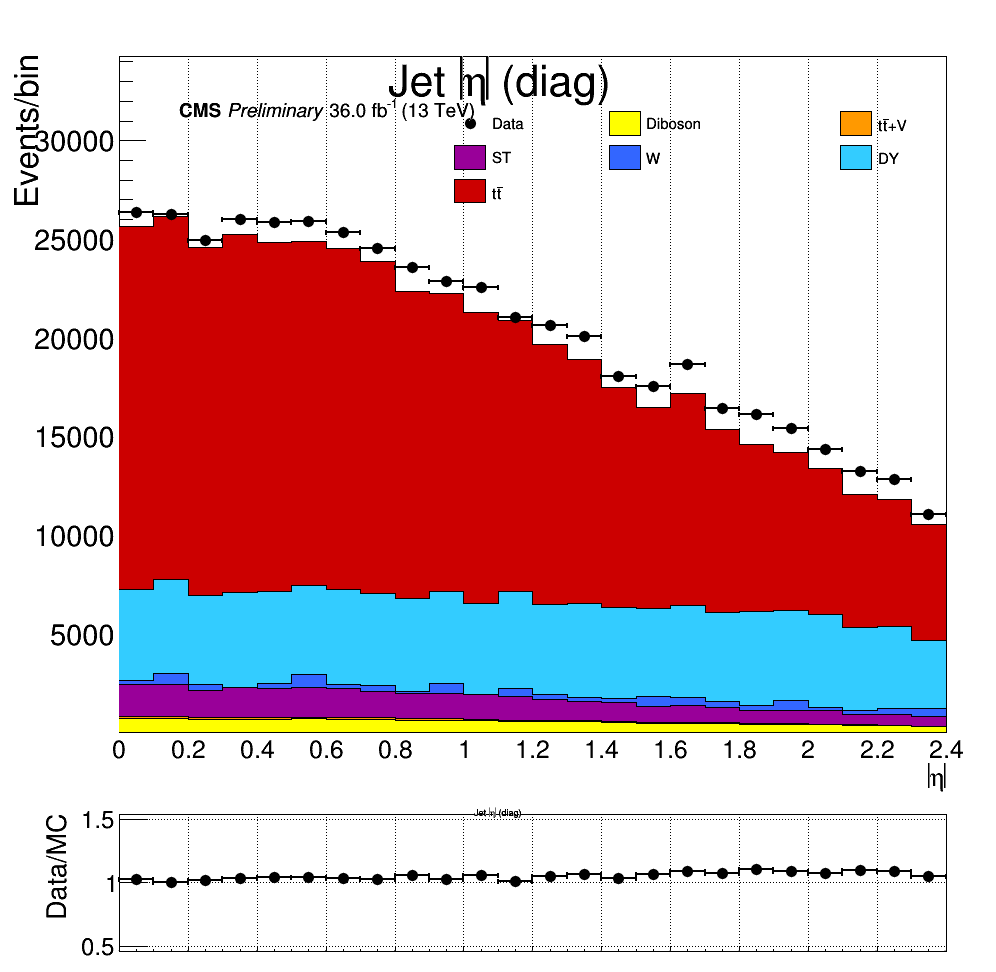 Jet |η| (diag)
CMS Preliminary 36.0 fb⁻¹ (13 TeV)
Events/bin
Data
Diboson
tt̄+V
ST
W
DY
tt̄
30000
25000
20000
15000
10000
5000
0 0.2 0.4 0.6 0.8 1 1.2 1.4 1.6 1.8 2 2.2 2.4
|η|
Jet |η| (diag)
Data/MC
1.5
1
0.5